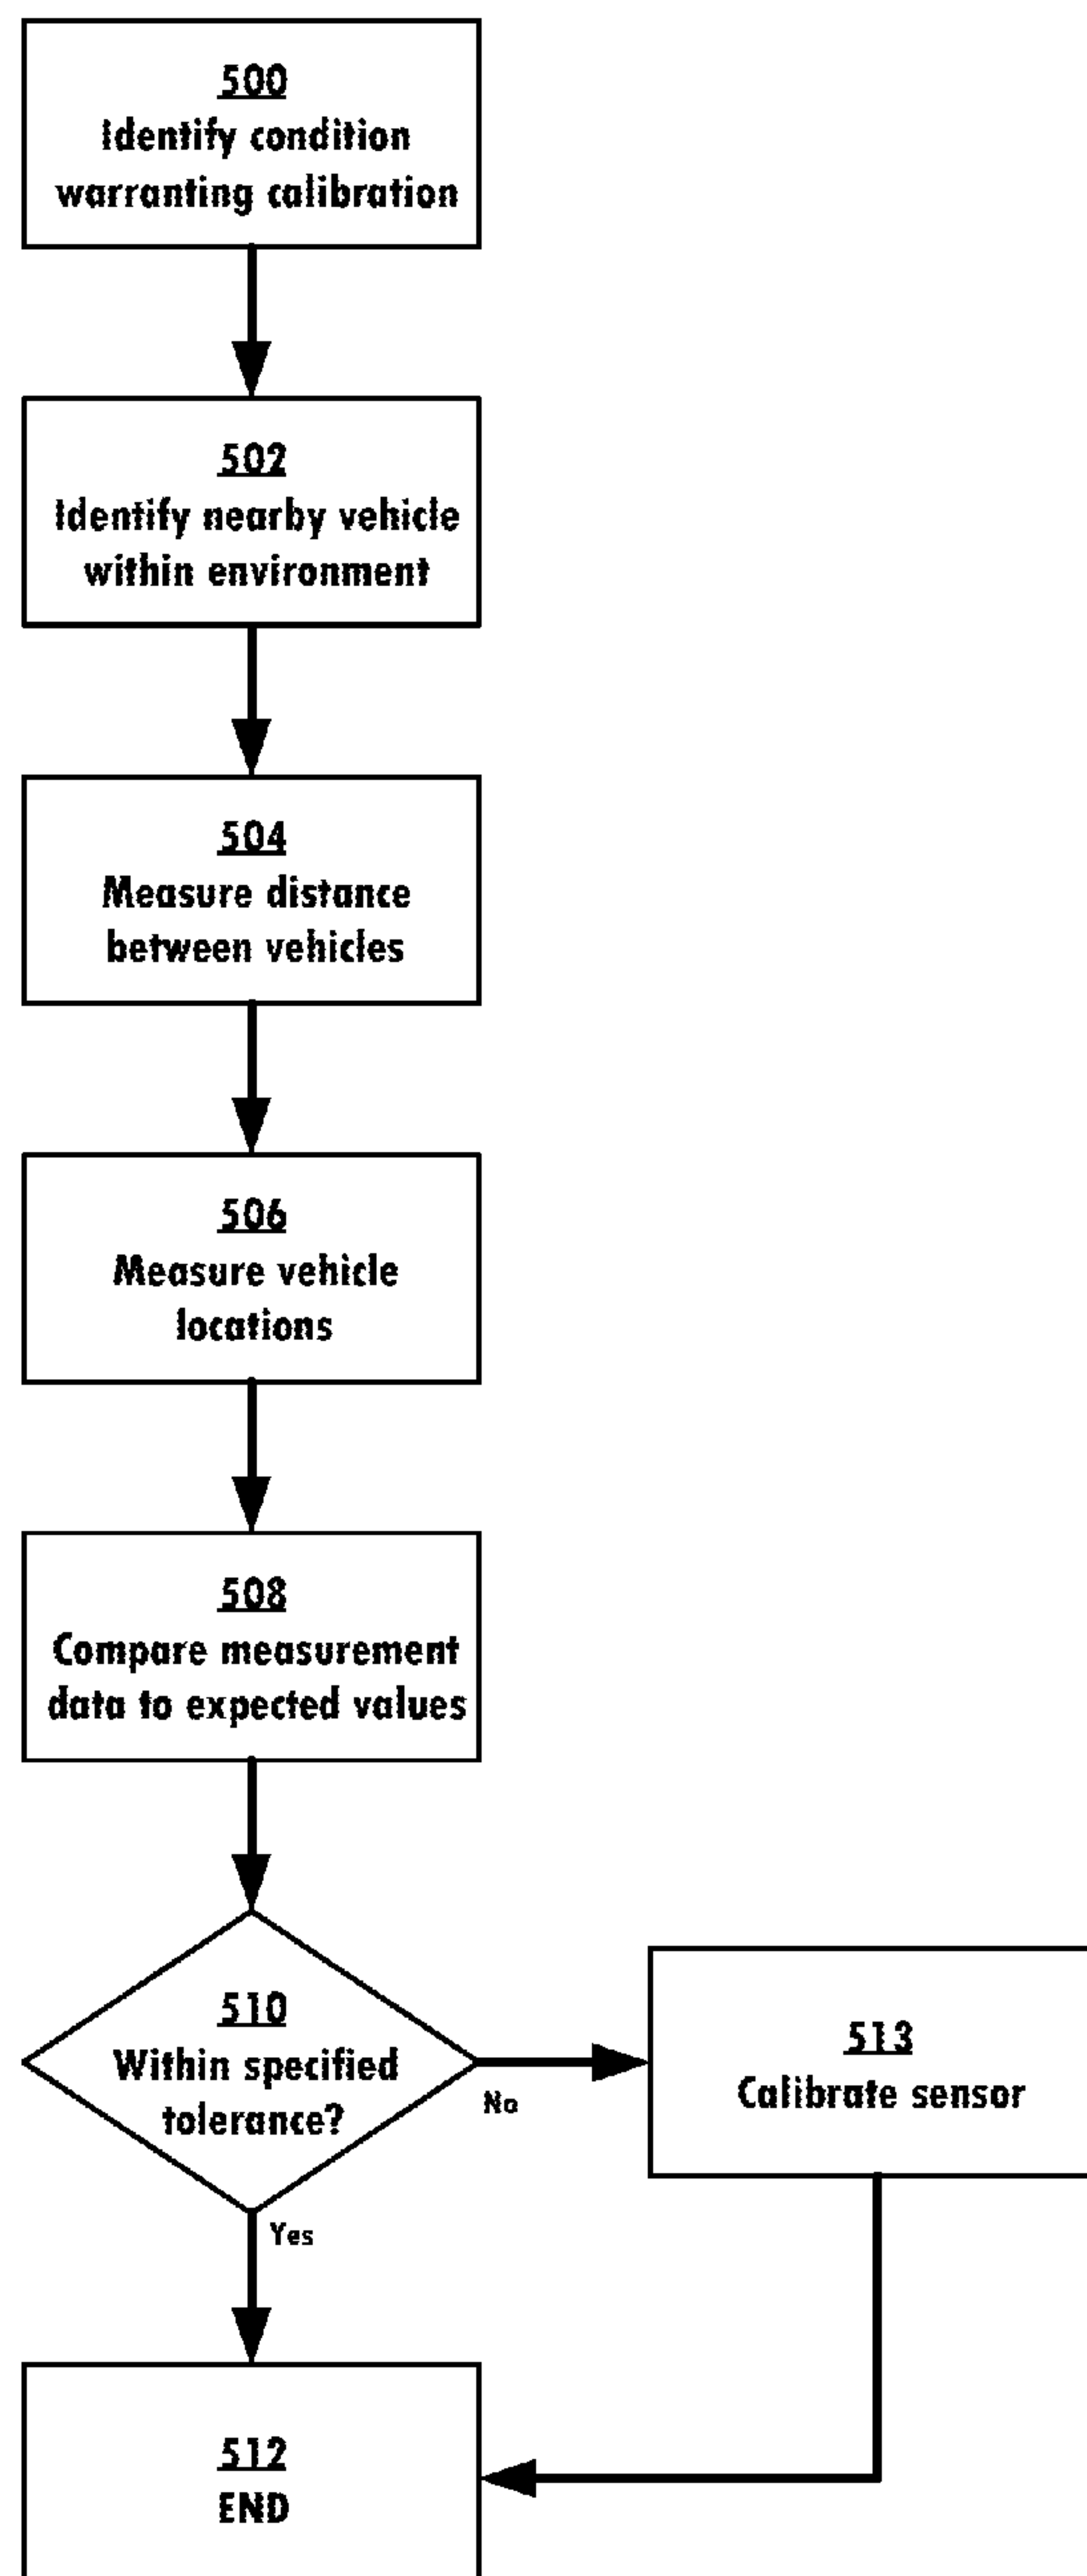 500
Identify condition
warranting calibration
502
Identify nearby vehicle
within environment
504
Measure distance
between vehicles
506
Measure vehicle
locations
508
Compare measurement
data to expected values
510
Within specified
tolerance?
No
513
Calibrate sensor
Yes
512
END